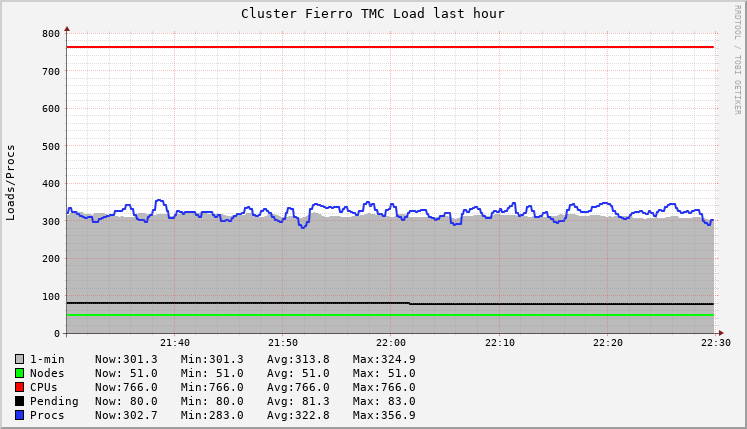 Cluster Fierro TMC Load last hour
RRDTOOL / TOBI OETIKER
Loads/Procs
800
700
600
500
400
300
200
100
0
21:40 21:50 22:00 22:10 22:20 22:30
1-min Now:301.3 Min:301.3 Avg:313.8 Max:324.9
Nodes Now: 51.0 Min: 51.0 Avg: 51.0 Max: 51.0
CPUs Now:766.0 Min:766.0 Avg:766.0 Max:766.0
Pending Now: 80.0 Min: 80.0 Avg: 81.3 Max: 83.0
Procs Now:302.7 Min:283.0 Avg:322.8 Max:356.9